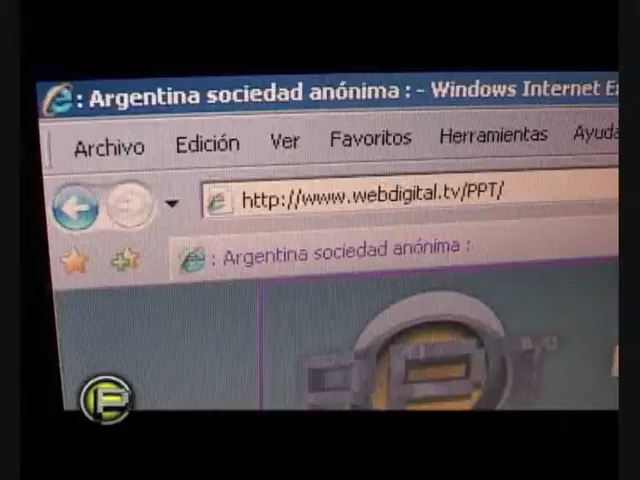 : Argentina sociedad anónima : - Windows Internet E
Archivo Edición Ver Favoritos Herramientas Ayuda
http://www.webdigital.tv/PPT/
: Argentina sociedad anónima :